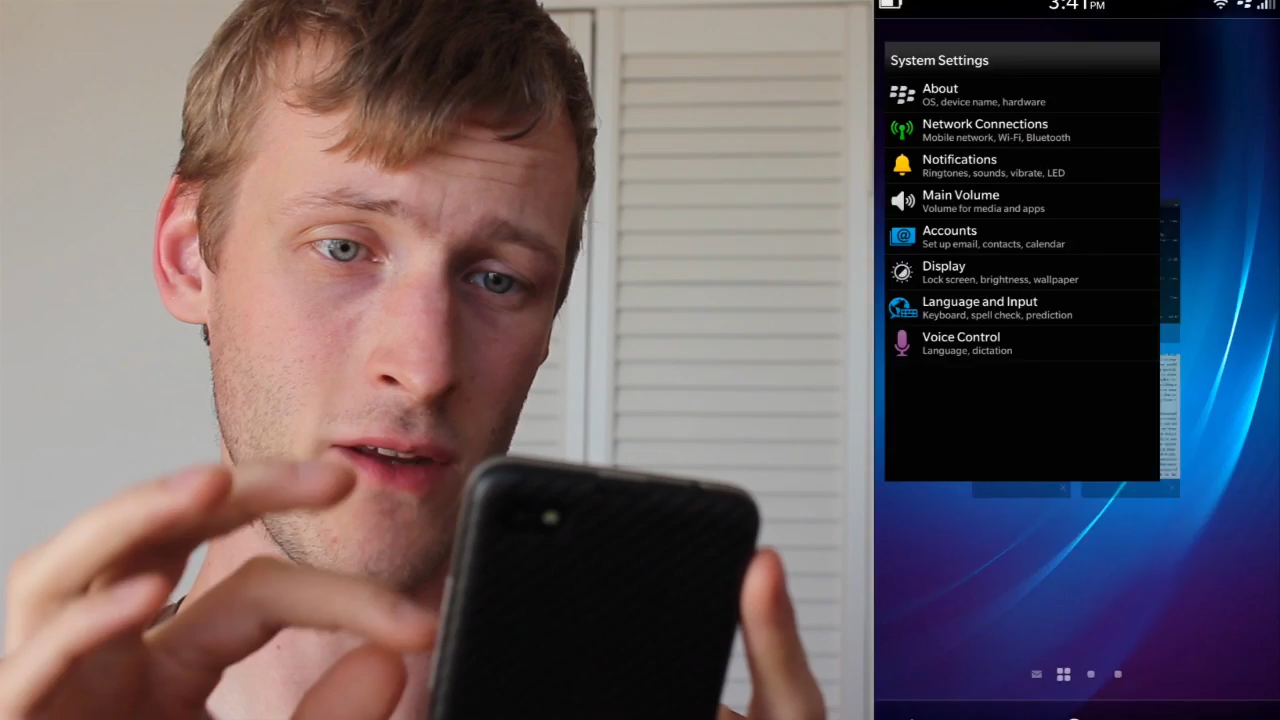 3:41PM
System Settings
About
OS, device name, hardware
Network Connections
Mobile network, Wi-Fi, Bluetooth
Notifications
Ringtones, sounds, vibrate, LED
Main Volume
Volume for media and apps
Accounts
Set up email, contacts, calendar
Display
Lock screen, brightness, wallpaper
Language and Input
Keyboard, spell check, prediction
Voice Control
Language, dictation